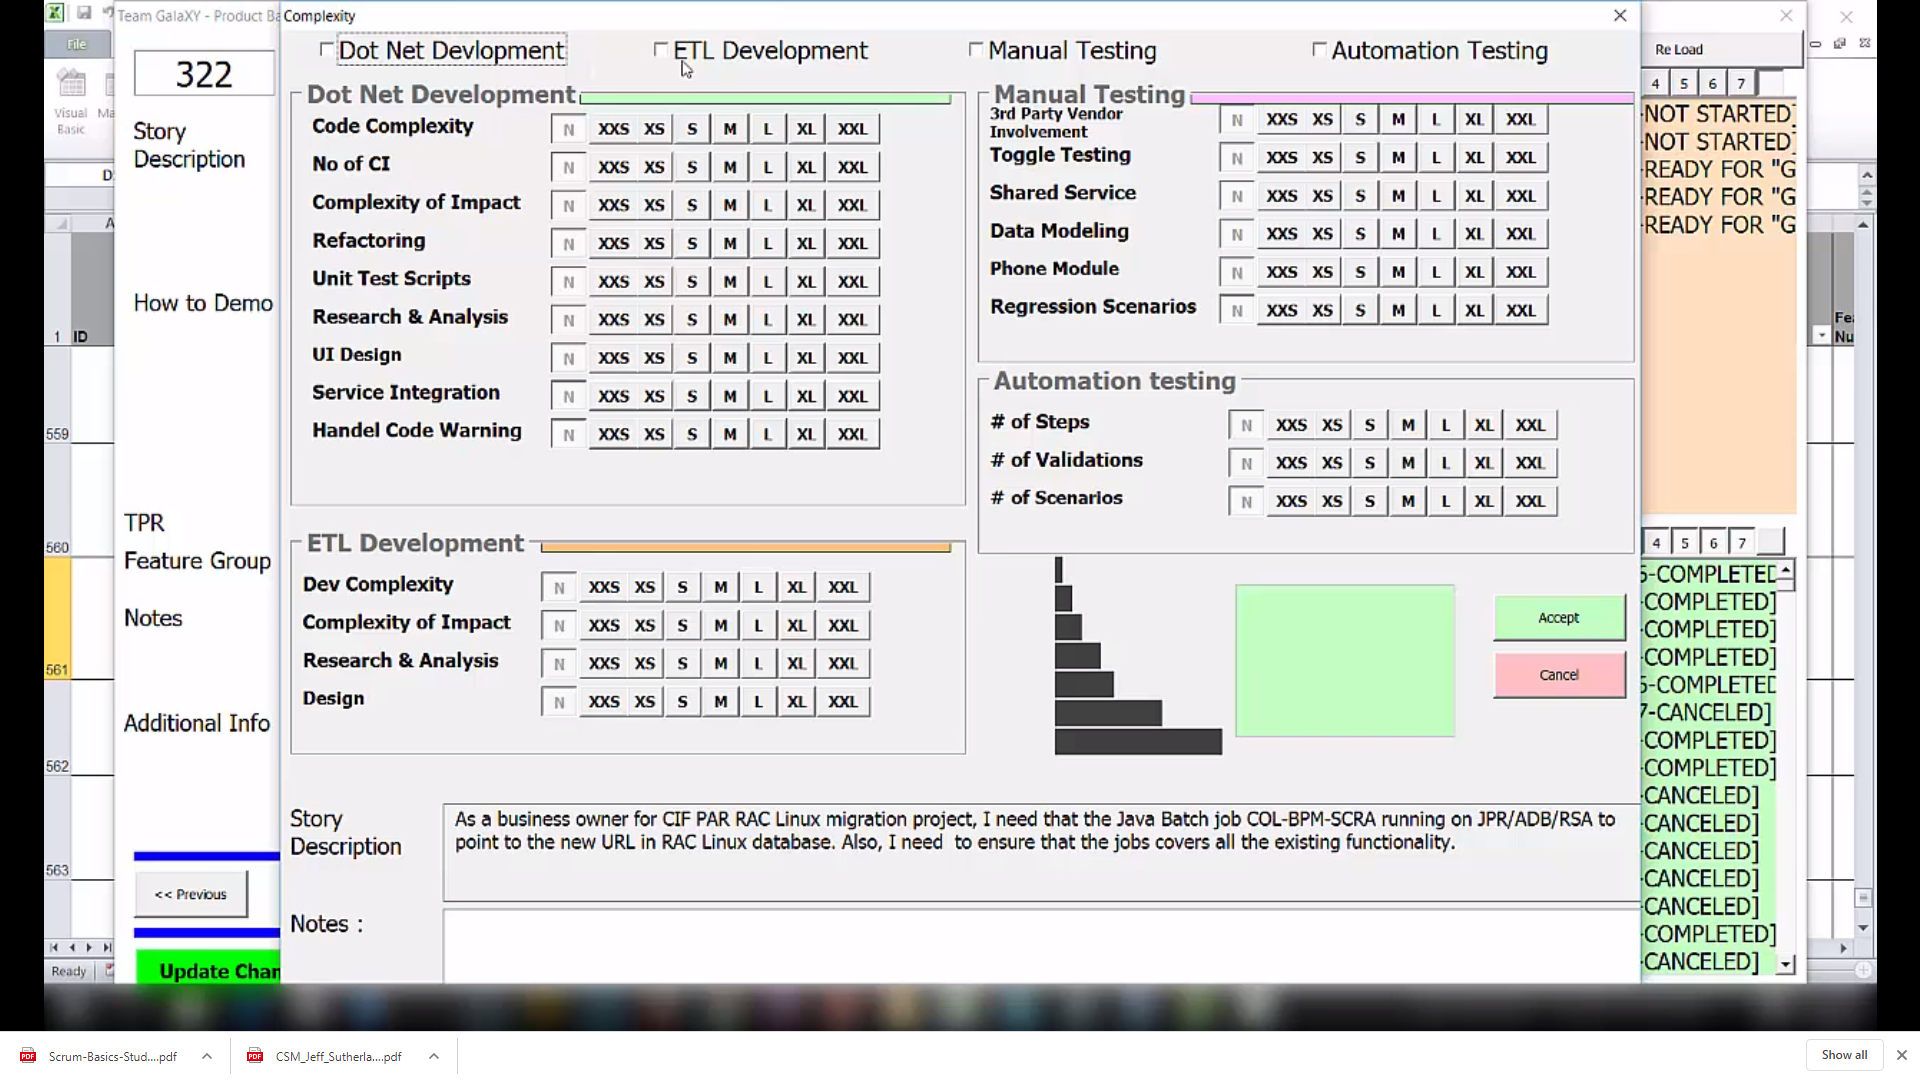 Team GalaXY - Product Ba
Complexity
File
322
Visual
Basic
Ma
Re Load
Dot Net Devlopment
ETL Development
Manual Testing
Automation Testing
Dot Net Development
Code Complexity N XXS XS S M L XL XXL
No of CI N XXS XS S M L XL XXL
Complexity of Impact N XXS XS S M L XL XXL
Refactoring N XXS XS S M L XL XXL
Unit Test Scripts N XXS XS S M L XL XXL
Research & Analysis N XXS XS S M L XL XXL
UI Design N XXS XS S M L XL XXL
Service Integration N XXS XS S M L XL XXL
Handel Code Warning N XXS XS S M L XL XXL
Manual Testing
3rd Party Vendor
Involvement N XXS XS S M L XL XXL
Toggle Testing N XXS XS S M L XL XXL
Shared Service N XXS XS S M L XL XXL
Data Modeling N XXS XS S M L XL XXL
Phone Module N XXS XS S M L XL XXL
Regression Scenarios N XXS XS S M L XL XXL
Automation testing
# of Steps N XXS XS S M L XL XXL
# of Validations N XXS XS S M L XL XXL
# of Scenarios N XXS XS S M L XL XXL
ETL Development
Dev Complexity N XXS XS S M L XL XXL
Complexity of Impact N XXS XS S M L XL XXL
Research & Analysis N XXS XS S M L XL XXL
Design N XXS XS S M L XL XXL
Accept
Cancel
Story
Description
As a business owner for CIF PAR RAC Linux migration project, I need that the Java Batch job COL-BPM-SCRA running on JPR/ADB/RSA to
point to the new URL in RAC Linux database. Also, I need to ensure that the jobs covers all the existing functionality.
Notes :
Story
Description
How to Demo
TPR
Feature Group
Notes
Additional Info
<< Previous
Update Chan
D
A
1 ID
559
560
561
562
563
Ready
4 5 6 7
-NOT STARTED]
-NOT STARTED]
-READY FOR "G
-READY FOR "G
-READY FOR "G
Fea
Nu
4 5 6 7
5-COMPLETED
-COMPLETED]
-COMPLETED]
-COMPLETED]
5-COMPLETED
7-CANCELED]
-COMPLETED]
-COMPLETED]
-CANCELED]
-CANCELED]
-CANCELED]
-CANCELED]
-CANCELED]
-COMPLETED]
-CANCELED]
Scrum-Basics-Stud....pdf
CSM_Jeff_Sutherla....pdf
Show all